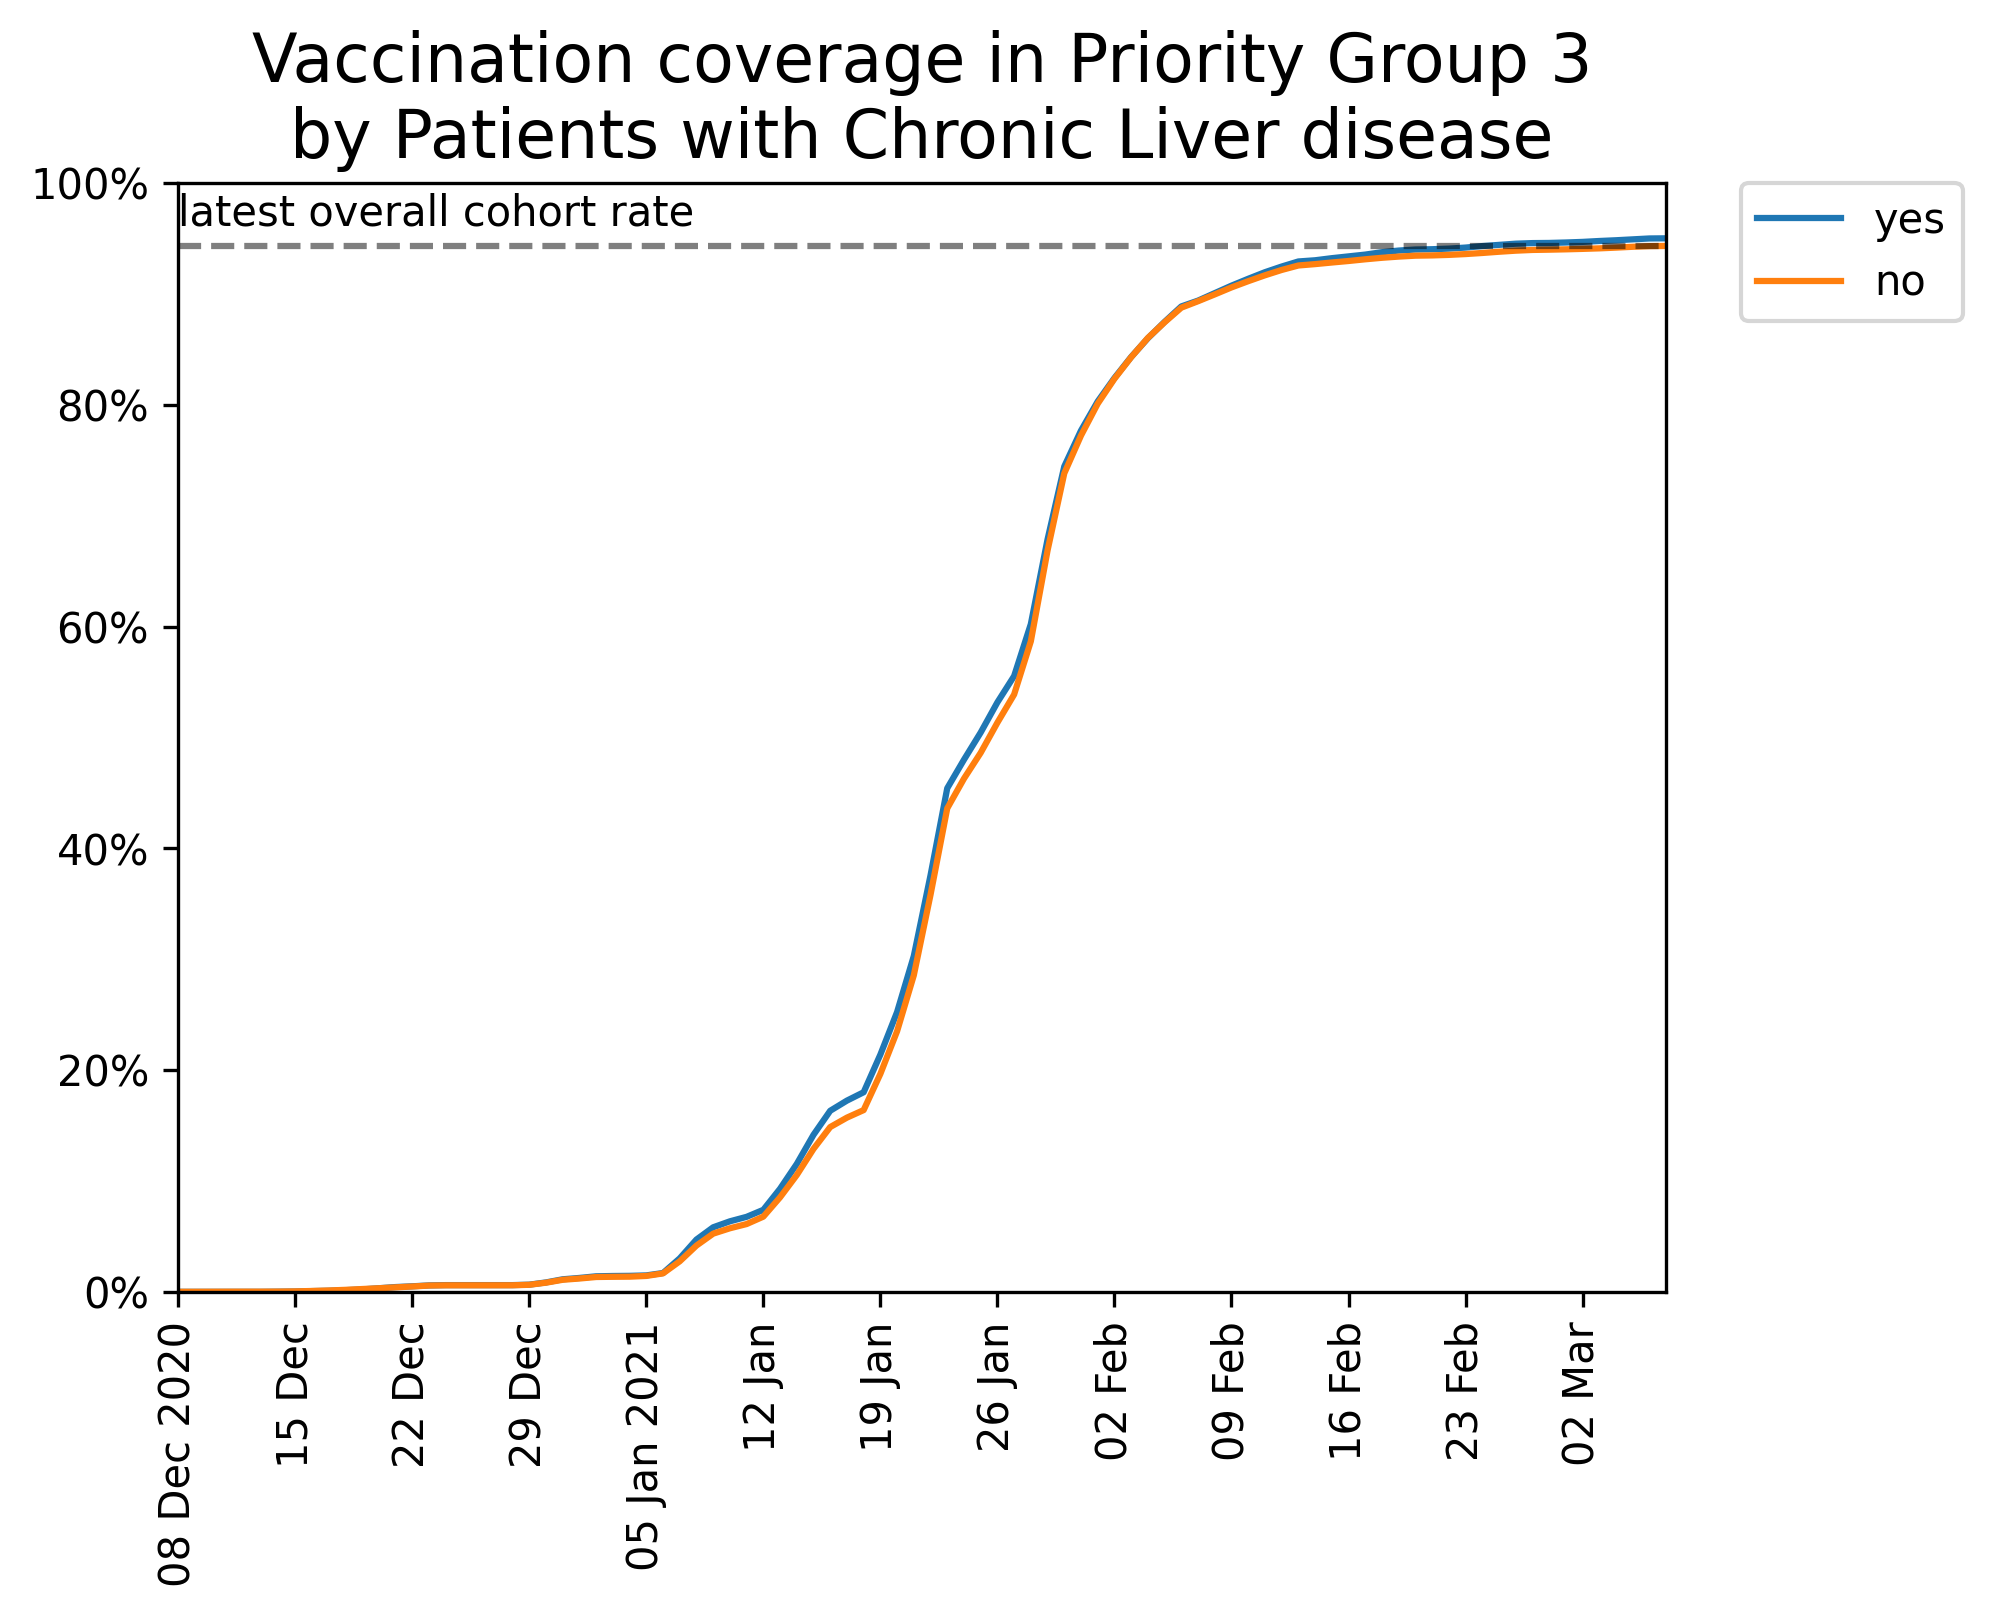 Vaccination coverage in Priority Group 3
by Patients with Chronic Liver disease
100%
80%
60%
40%
20%
0%
latest overall cohort rate
yes
no
08 Dec 2020
15 Dec
22 Dec
29 Dec
05 Jan 2021
12 Jan
19 Jan
26 Jan
02 Feb
09 Feb
16 Feb
23 Feb
02 Mar